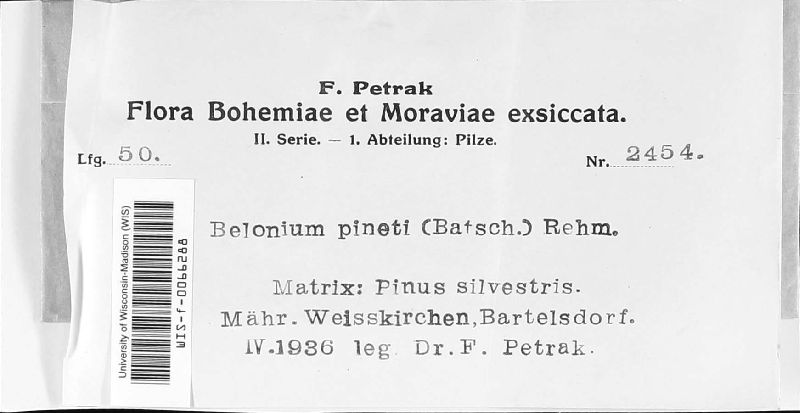 F. Petrak
Flora Bohemiae et Moraviae exsiccata.
II. Serie. — 1. Abteilung: Pilze.
Lfg. 50.
Nr. 2454.
Belonium pineti (Batsch.) Rehm.
Matrix: Pinus silvestris.
Mähr. Weisskirchen, Bartelsdorf.
IV.1936 leg. Dr. F. Petrak.
University of Wisconsin-Madison (WIS)
WIS-f-0066288